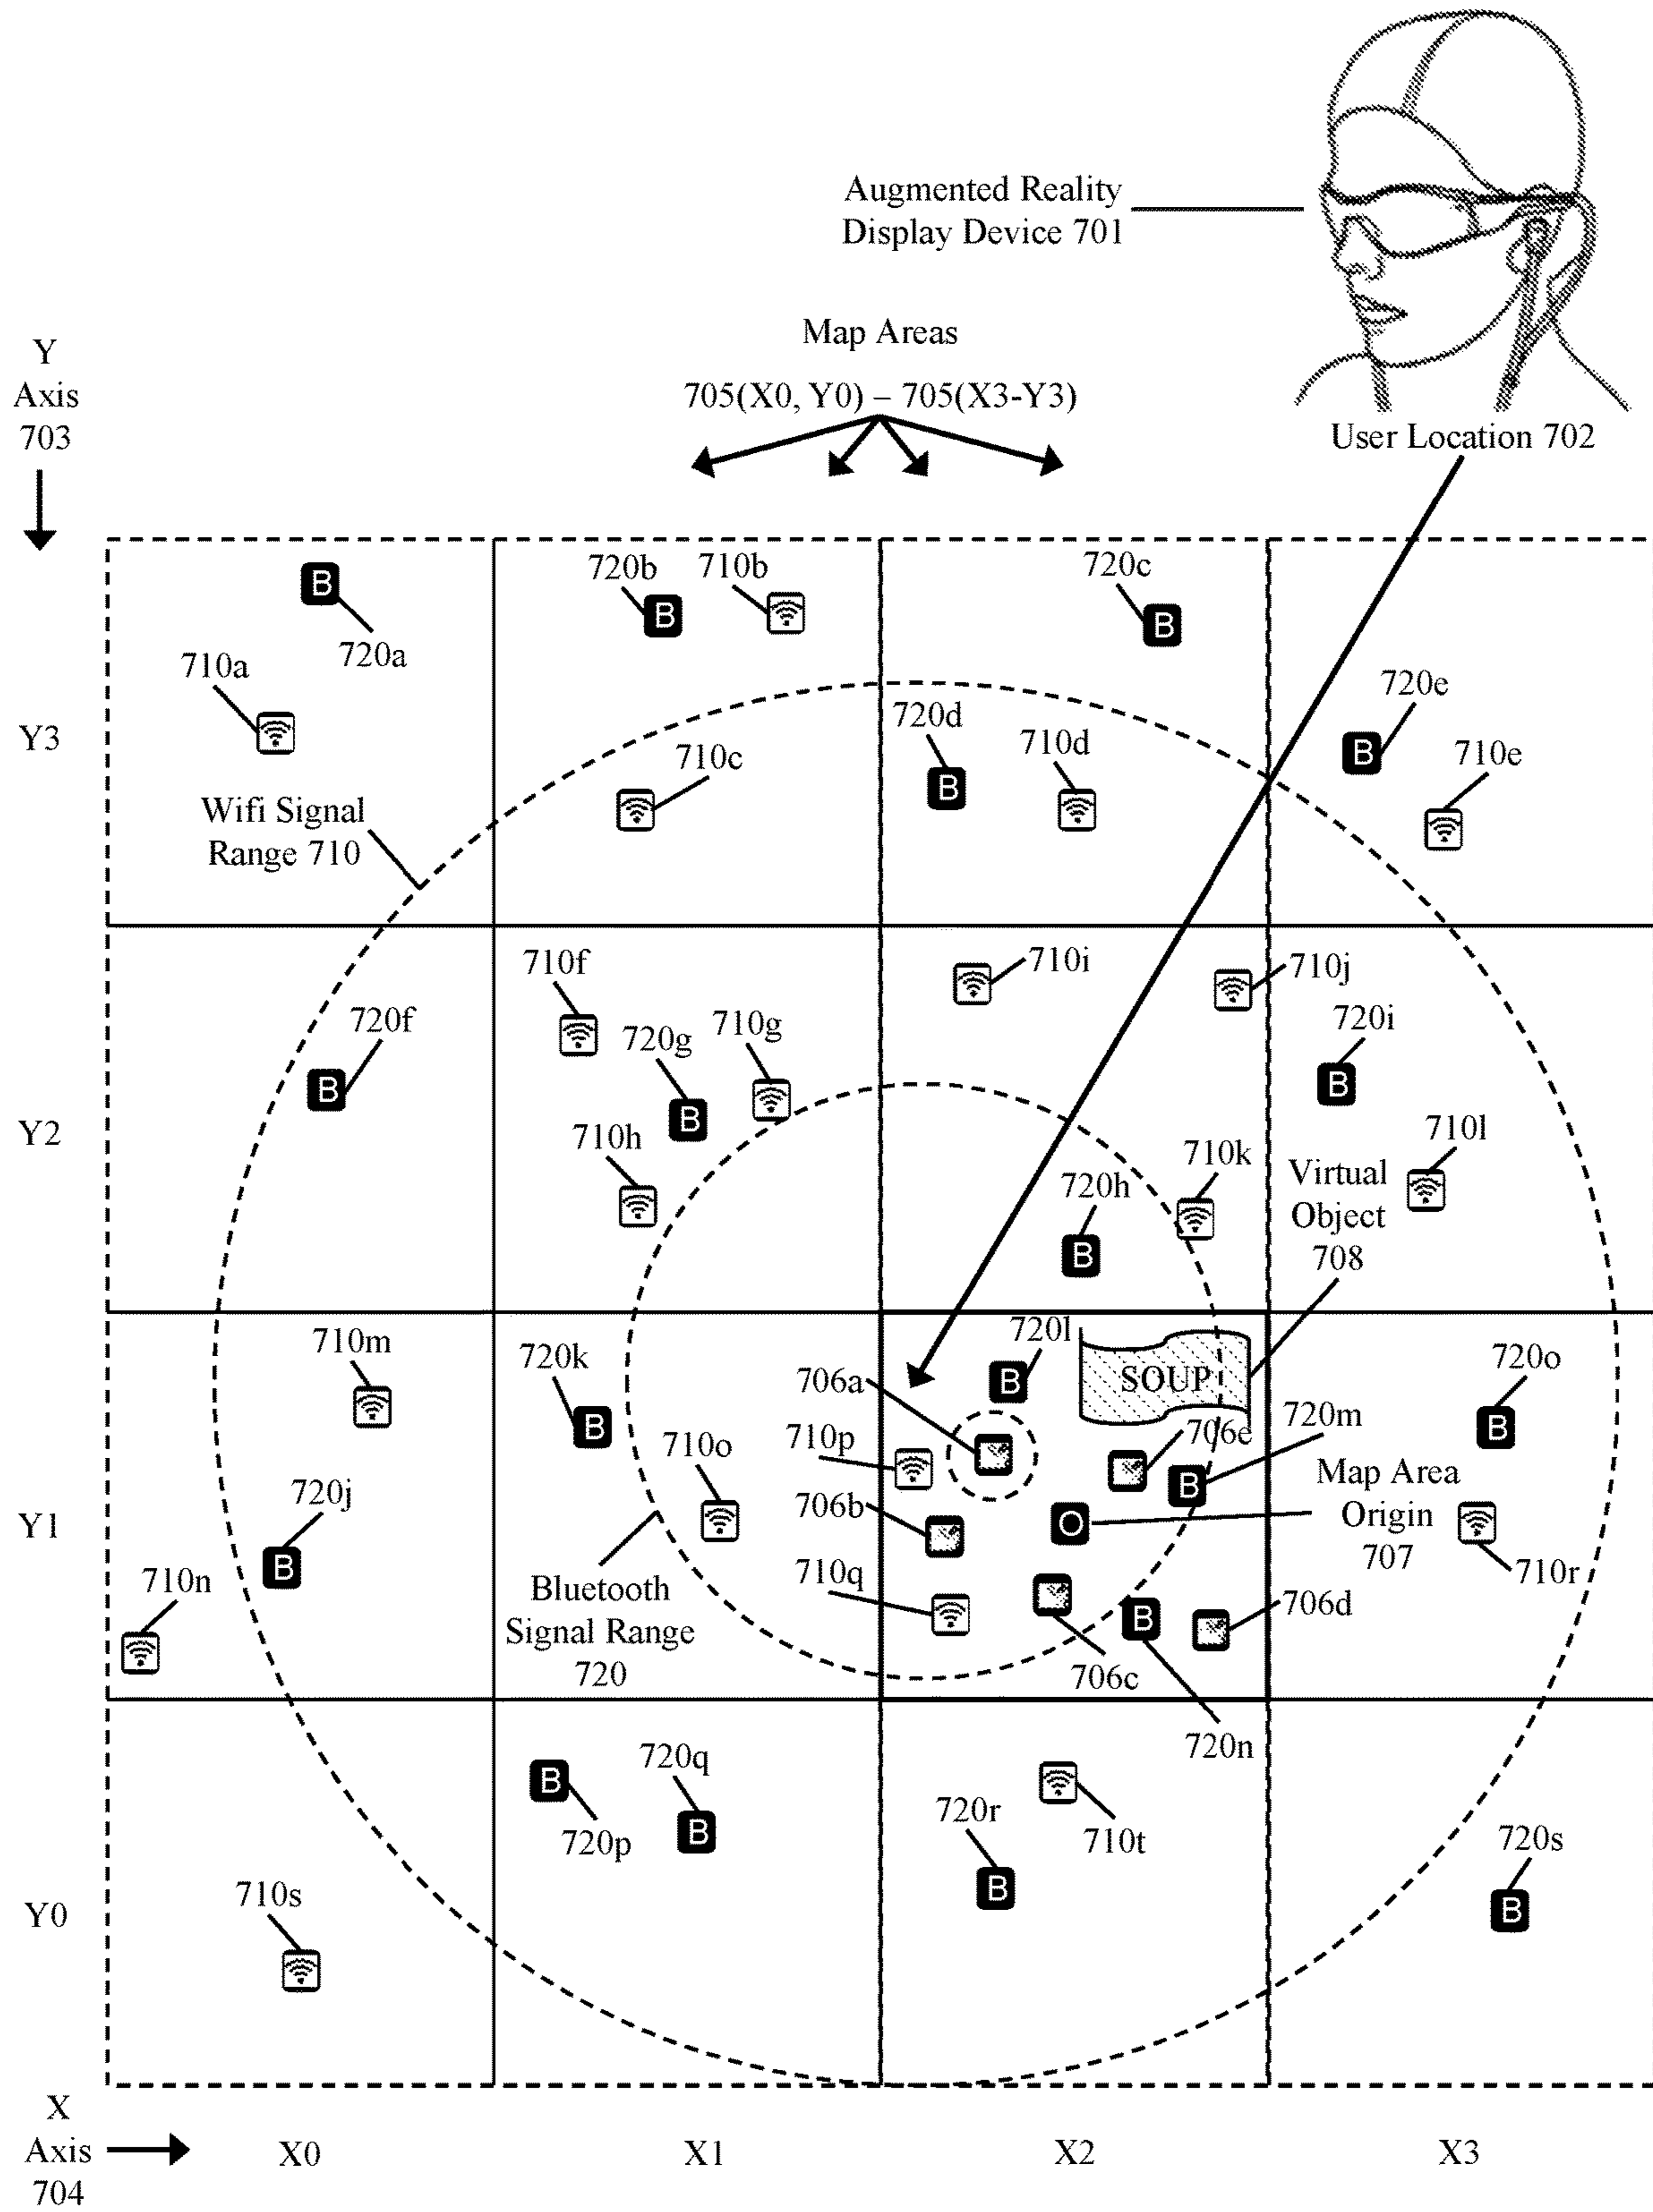 Augmented Reality
Display Device 701
Map Areas
705(X0, Y0) – 705(X3-Y3)
User Location 702
Y
Axis
703
720b
710b
720c
B
B
B
B
720a
710a
720e
720d
Y3
710d
710c
B
710e
B
Wifi Signal
Range 710
710f
710i
710j
720f
720g
710g
720i
B
B
B
Y2
710h
710k
710l
720h
Virtual
Object
708
B
710m
720k
720l
706a
B
SOUP
720o
B
B
710o
710p
706e
720m
B
Map Area
Origin
707
720j
706b
O
Y1
B
710n
Bluetooth
Signal Range
720
710q
B
706d
710r
706c
720n
720q
B
720p
B
720r
710t
720s
Y0
710s
B
B
X
Axis
704
X0
X1
X2
X3